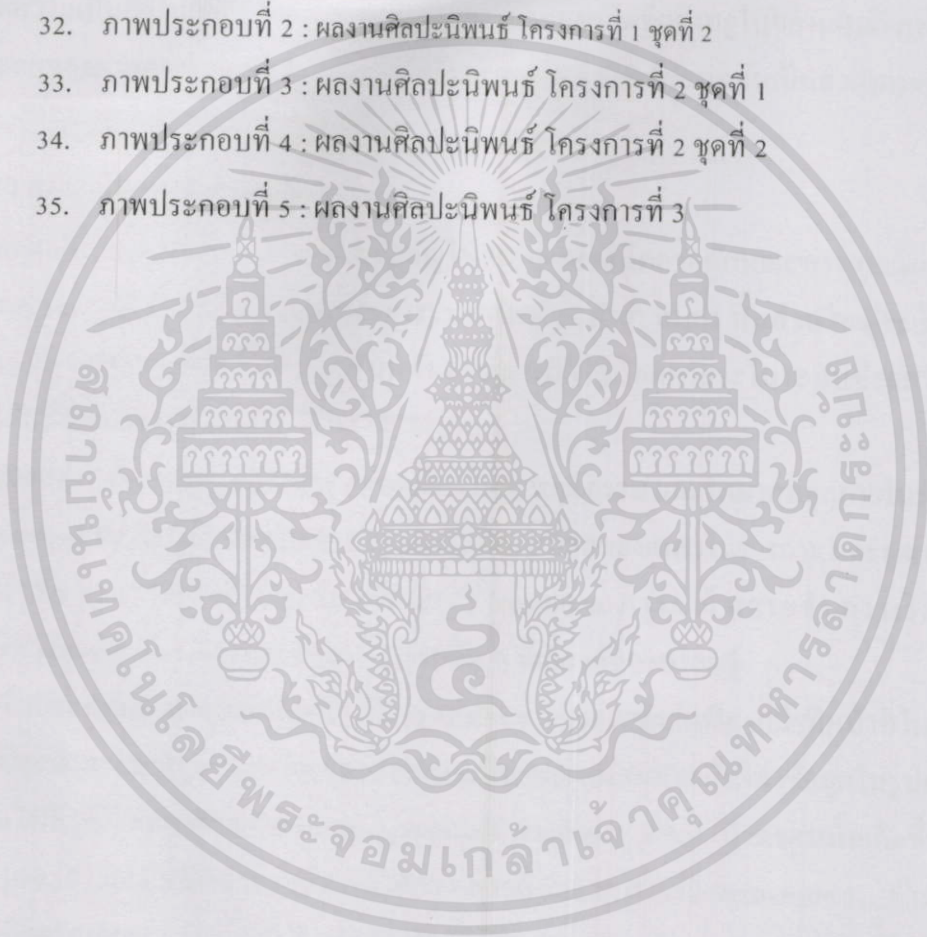 32. ภาพประกอบที่ 2 : ผลงานศิลปะนิพนธ์ โครงการที่ 1 ชุดที่ 2
33. ภาพประกอบที่ 3 : ผลงานศิลปะนิพนธ์ โครงการที่ 2 ชุดที่ 1
34. ภาพประกอบที่ 4 : ผลงานศิลปะนิพนธ์ โครงการที่ 2 ชุดที่ 2
35. ภาพประกอบที่ 5 : ผลงานศิลปะนิพนธ์ โครงการที่ 3
สถาบันเทคโนโลยีพระจอมเกล้าเจ้าคุณทหารลาดกระบัง
๔